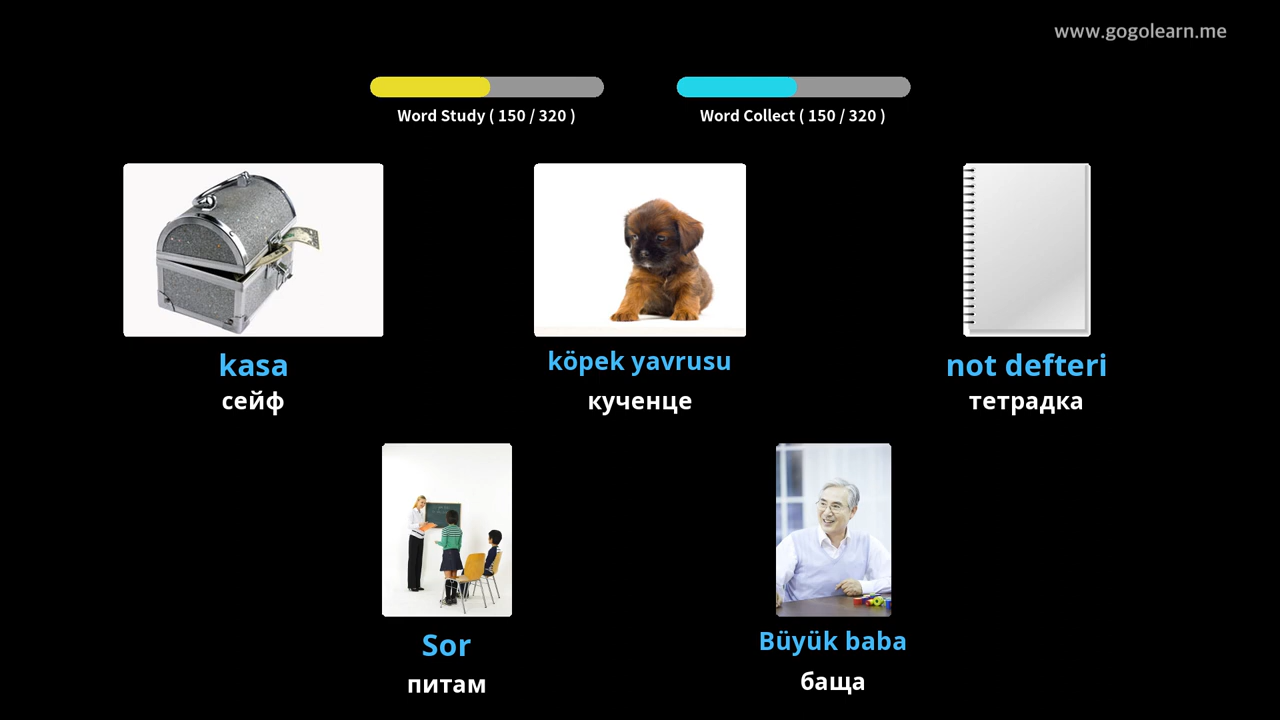 www.gogolearn.me
Word Study ( 150 / 320 )
Word Collect ( 150 / 320 )
kasa
сейф
köpek yavrusu
кученце
not defteri
тетрадка
Sor
питам
Büyük baba
баща